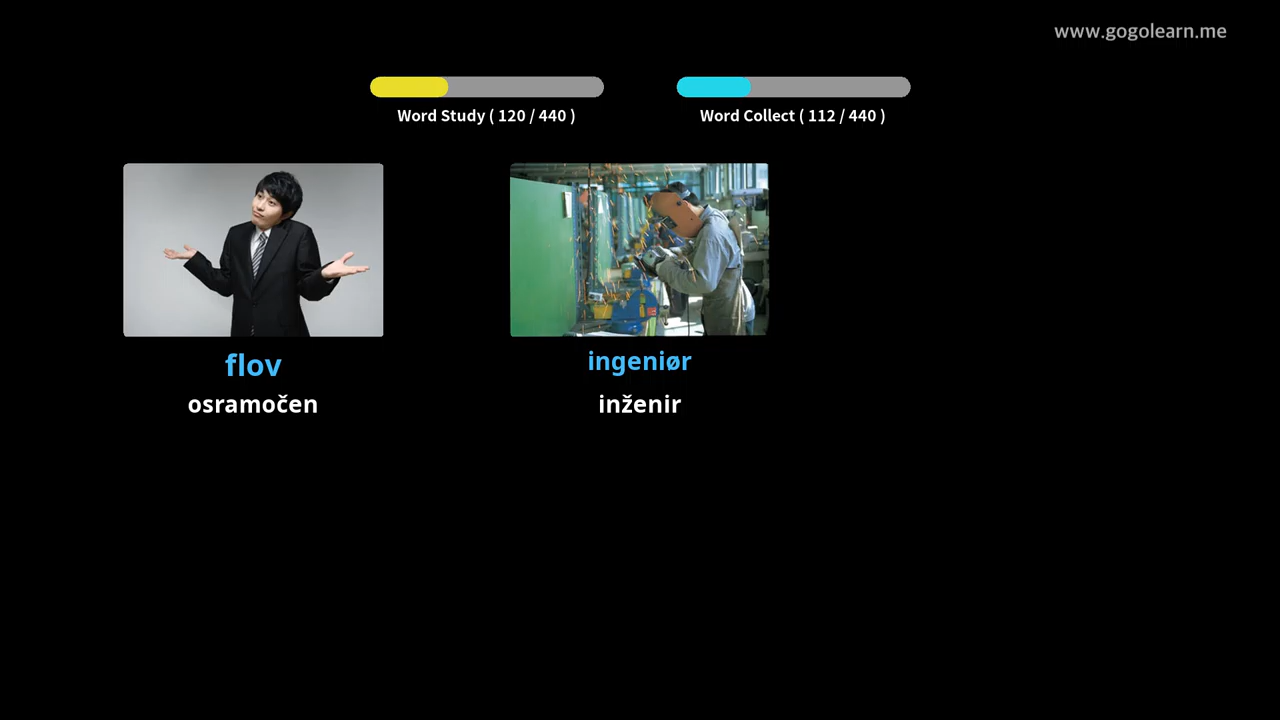 www.gogolearn.me
Word Study ( 120 / 440 )
Word Collect ( 112 / 440 )
flov
ingeniør
osramočen
inženir